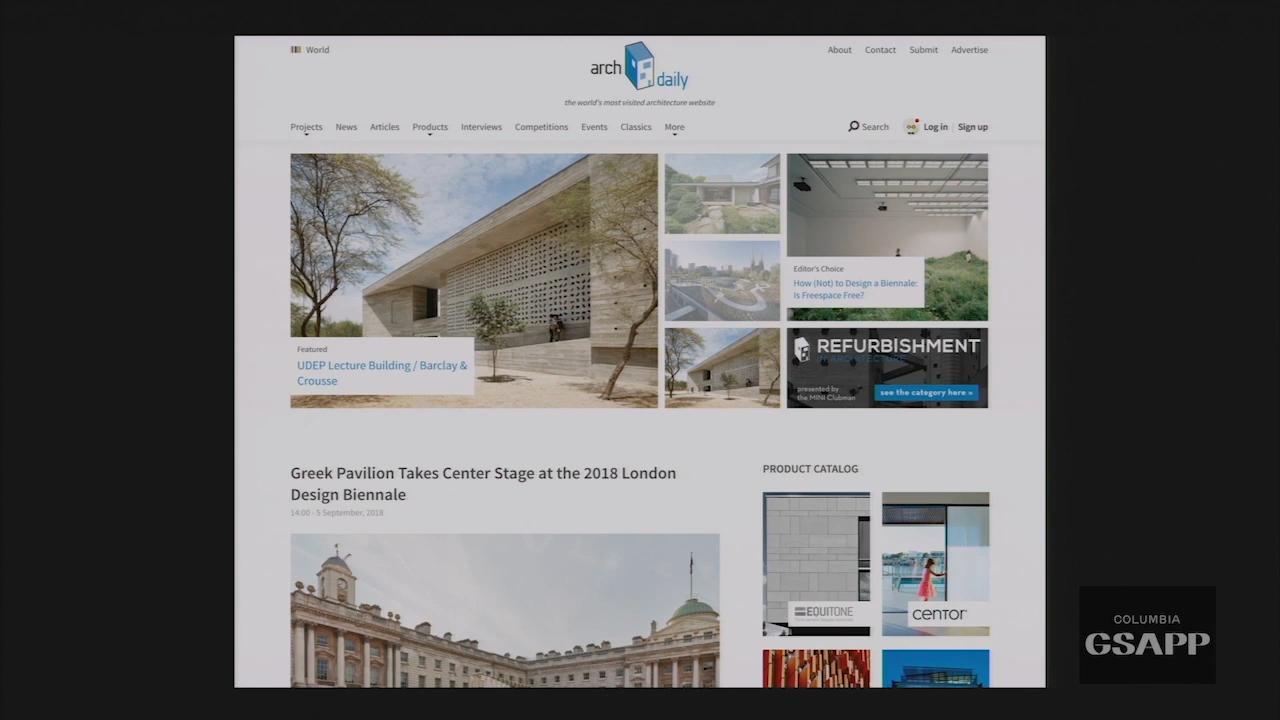 World
About Contact Submit Advertise
arch daily
the world's most visited architecture website
Projects News Articles Products Interviews Competitions Events Classics More
Search Log in Sign up
Featured
UDEP Lecture Building / Barclay &
Crousse
Editor's Choice
How (Not) to Design a Biennale:
Is Freespace Free?
REFURBISHMENT
IN ARCHITECTURE
presented by
the MINI Clubman
see the category here »
Greek Pavilion Takes Center Stage at the 2018 London
Design Biennale
14:00 - 5 September, 2018
PRODUCT CATALOG
EQUITONE
centor
COLUMBIA
GSAPP